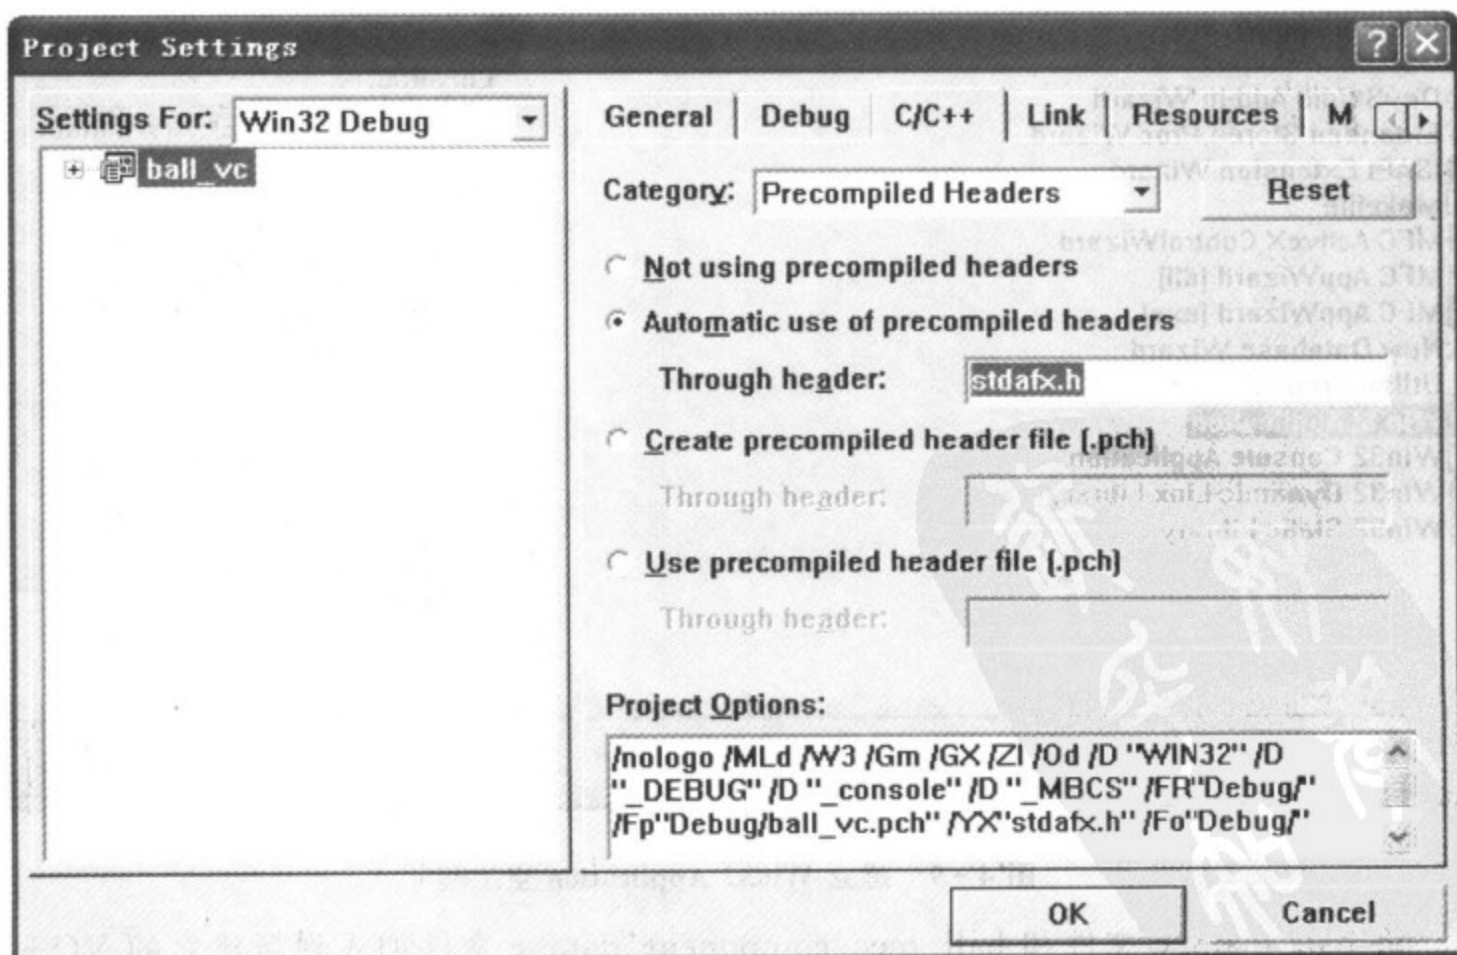 Project Settings
Settings For: Win32 Debug
ball_vc
General Debug C/C++ Link Resources M
Category: Precompiled Headers Reset
Not using precompiled headers
Automatic use of precompiled headers
Through header: stdafx.h
Create precompiled header file (.pch)
Through header:
Use precompiled header file (.pch)
Through header:
Project Options:
/nologo /MLd /W3 /Gm /GX /ZI /Od /D "WIN32" /D
"_DEBUG" /D "_console" /D "_MBCS" /FR"Debug/"
/Fp"Debug/ball_vc.pch" /YX"stdafx.h" /Fo"Debug/"
OK Cancel